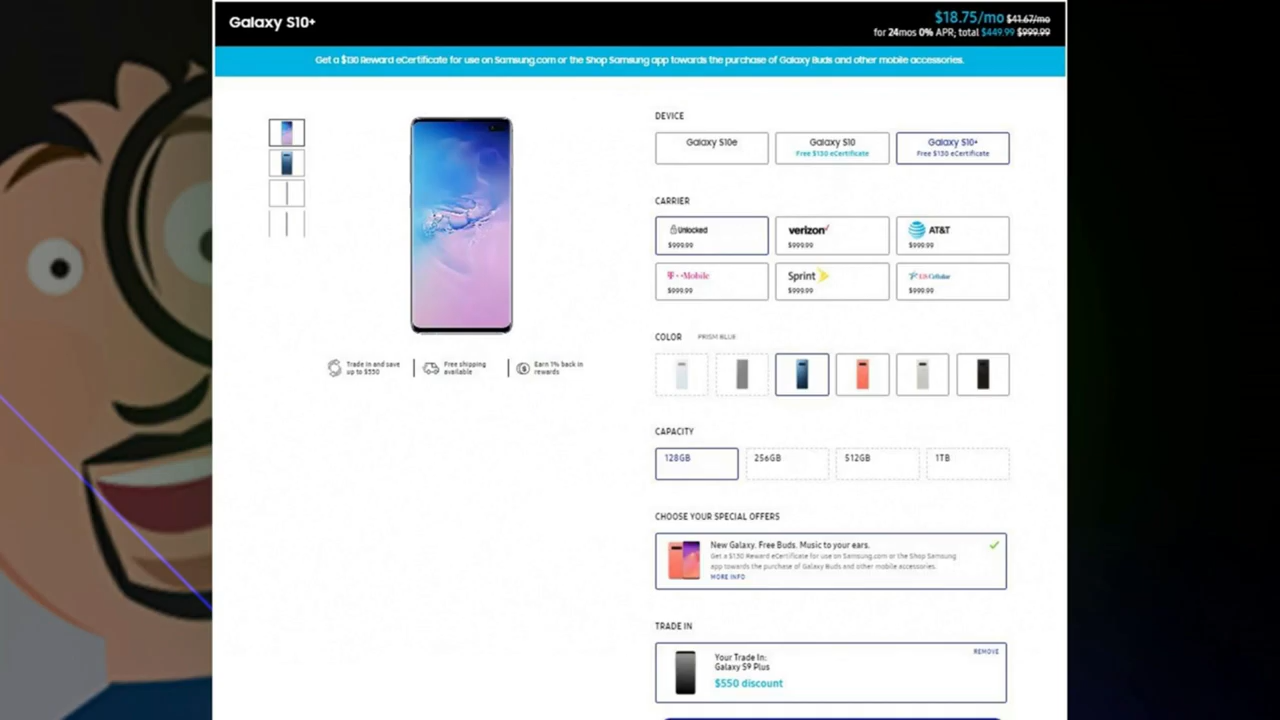 Galaxy S10+
$18.75/mo $41.67/mo
for 24mos 0% APR, total $449.99 $999.99
Get a $130 Reward eCertificate for use on Samsung.com or the Shop Samsung app towards the purchase of Galaxy Buds and other mobile accessories.
Trade in and save
up to $550
Free shipping
available
Earn 1% back in
rewards
DEVICE
Galaxy S10e
Galaxy S10
Free $130 eCertificate
Galaxy S10+
Free $130 eCertificate
CARRIER
Unlocked
$999.99
verizon
$999.99
AT&T
$999.99
T-Mobile
$999.99
Sprint
$999.99
US Cellular
$999.99
COLOR PRISM BLUE
CAPACITY
128GB
256GB
512GB
1TB
CHOOSE YOUR SPECIAL OFFERS
New Galaxy. Free Buds. Music to your ears.
Get a $130 Reward eCertificate for use on Samsung.com or the Shop Samsung
app towards the purchase of Galaxy Buds and other mobile accessories.
MORE INFO
TRADE IN
REMOVE
Your Trade In:
Galaxy S9 Plus
$550 discount